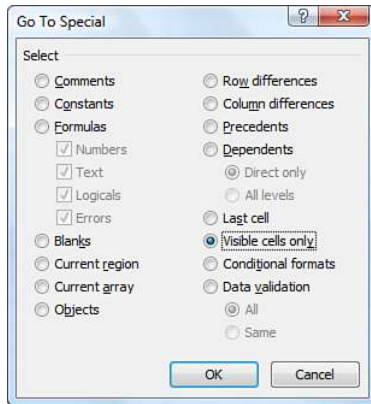 Go To Special
Select
Comments
Constants
Formulas
Numbers
Text
Logicals
Errors
Blanks
Current region
Current array
Objects
Row differences
Column differences
Precedents
Dependents
Direct only
All levels
Last cell
Visible cells only
Conditional formats
Data validation
All
Same
OK
Cancel